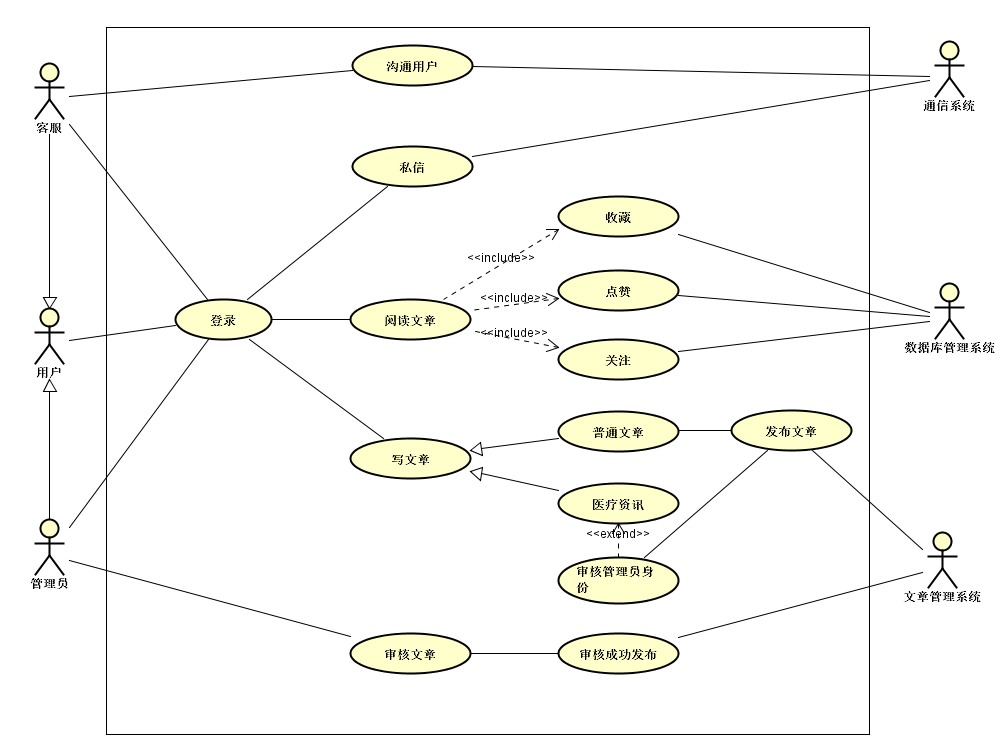 沟通用户
通信系统
客服
私信
收藏
<<include>>
点赞
<<include>>
登录
阅读文章
<<include>>
数据库管理系统
关注
用户
普通文章
发布文章
写文章
医疗资讯
<<extend>>
审核管理员身
份
管理员
文章管理系统
审核文章
审核成功发布